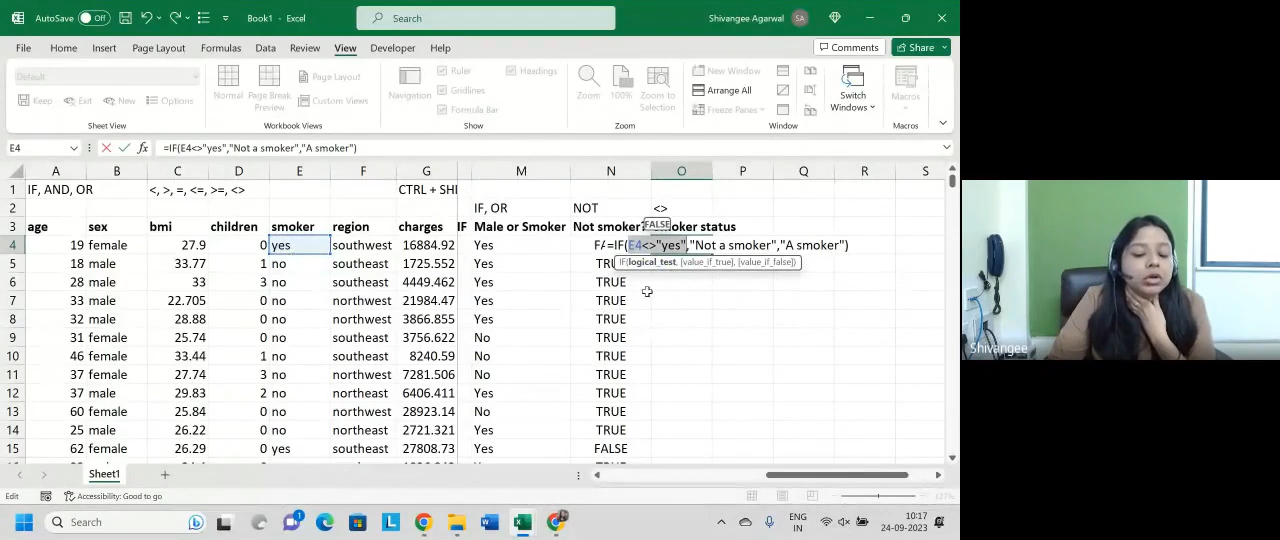 AutoSave Off Book1 - Excel Search Shivangee Agarwal SA
File Home Insert Page Layout Formulas Data Review View Automate Developer Help Comments Share
Default
Keep Exit New Options
Sheet View
Normal Page Break Preview Page Layout Custom Views
Workbook Views
Navigation Ruler Headings Formula Bar Gridlines
Show
Zoom 100% Zoom to Selection
Zoom
New Window Arrange All Freeze Panes
Switch Windows
Window
Macros
Macros
E4 fx =IF(E4<>"yes","Not a smoker","A smoker")
A B C D E F G M N O P Q R S
1 IF, AND, OR <, >, =, <=, >=, <> CTRL + SHI
2 IF, OR NOT <>
3 age sex bmi children smoker region charges IF Male or Smoker Not smoker? moker status
FALSE
4 19 female 27.9 0 yes southwest 16884.92 Yes FA =IF(E4<>"yes","Not a smoker","A smoker")
IF(logical_test, [value_if_true], [value_if_false])
5 18 male 33.77 1 no southeast 1725.552 Yes TRUE
6 28 male 33 3 no southeast 4449.462 Yes TRUE
7 33 male 22.705 0 no northwest 21984.47 Yes TRUE
8 32 male 28.88 0 no northwest 3866.855 Yes TRUE
9 31 female 25.74 0 no southeast 3756.622 No TRUE
10 46 female 33.44 1 no southeast 8240.59 No TRUE
11 37 female 27.74 3 no northwest 7281.506 No TRUE
12 37 male 29.83 2 no northeast 6406.411 Yes TRUE
13 60 female 25.84 0 no northwest 28923.14 No TRUE
14 25 male 26.22 0 no northeast 2721.321 Yes TRUE
15 62 female 26.29 0 yes southeast 27808.73 Yes FALSE
Sheet1
Edit Accessibility: Good to go
Search
ENG IN 10:17 24-09-2023
Shivangee